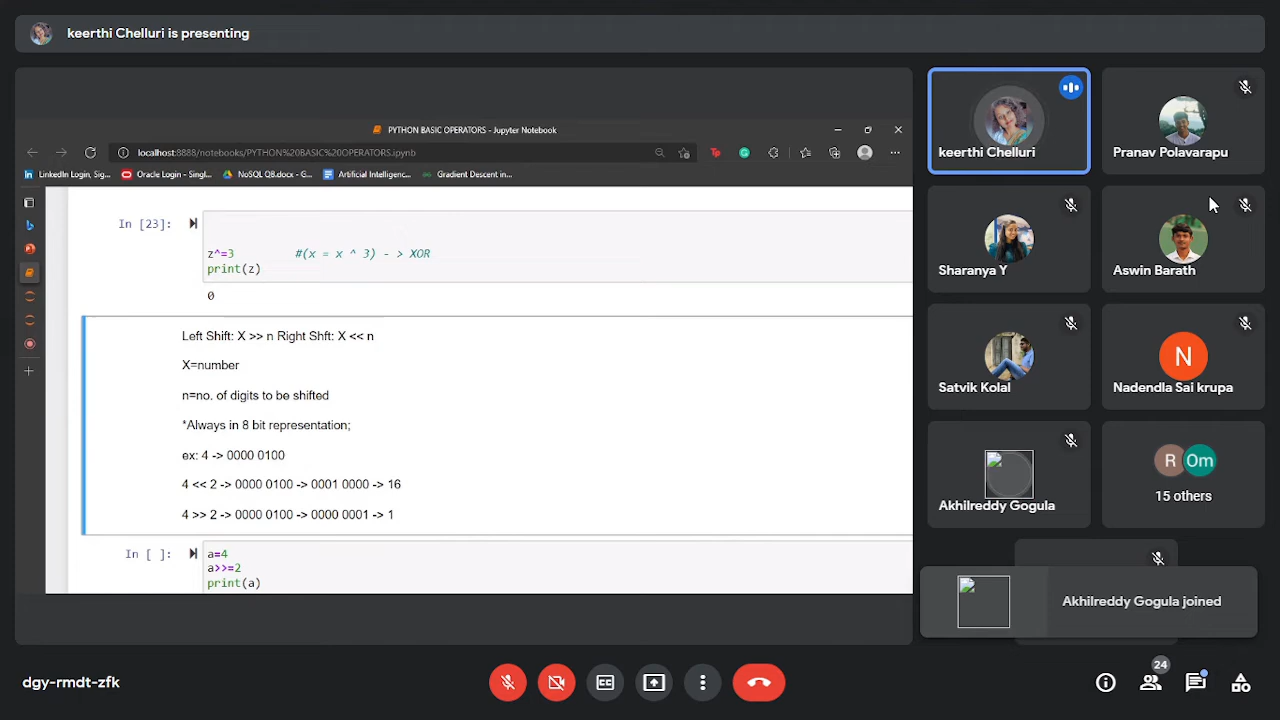 keerthi Chelluri is presenting
PYTHON BASIC OPERATORS - Jupyter Notebook
localhost:8888/notebooks/PYTHON%20BASIC%20OPERATORS.ipynb
LinkedIn Login, Sig... Oracle Login - Singl... NoSQL QB.docx - G... Artificial Intelligenc... Gradient Descent in...
In [23]:
z^=3 #(x = x ^ 3) - > XOR
print(z)
0
Left Shift: X >> n Right Shft: X << n
X=number
n=no. of digits to be shifted
*Always in 8 bit representation;
ex: 4 -> 0000 0100
4 << 2 -> 0000 0100 -> 0001 0000 -> 16
4 >> 2 -> 0000 0100 -> 0000 0001 -> 1
In [ ]: a=4
a>>=2
print(a)
keerthi Chelluri
Pranav Polavarapu
Sharanya Y
Aswin Barath
Satvik Kolal
N
Nadendla Sai krupa
Akhilreddy Gogula
R Om
15 others
Akhilreddy Gogula joined
dgy-rmdt-zfk
CC
24